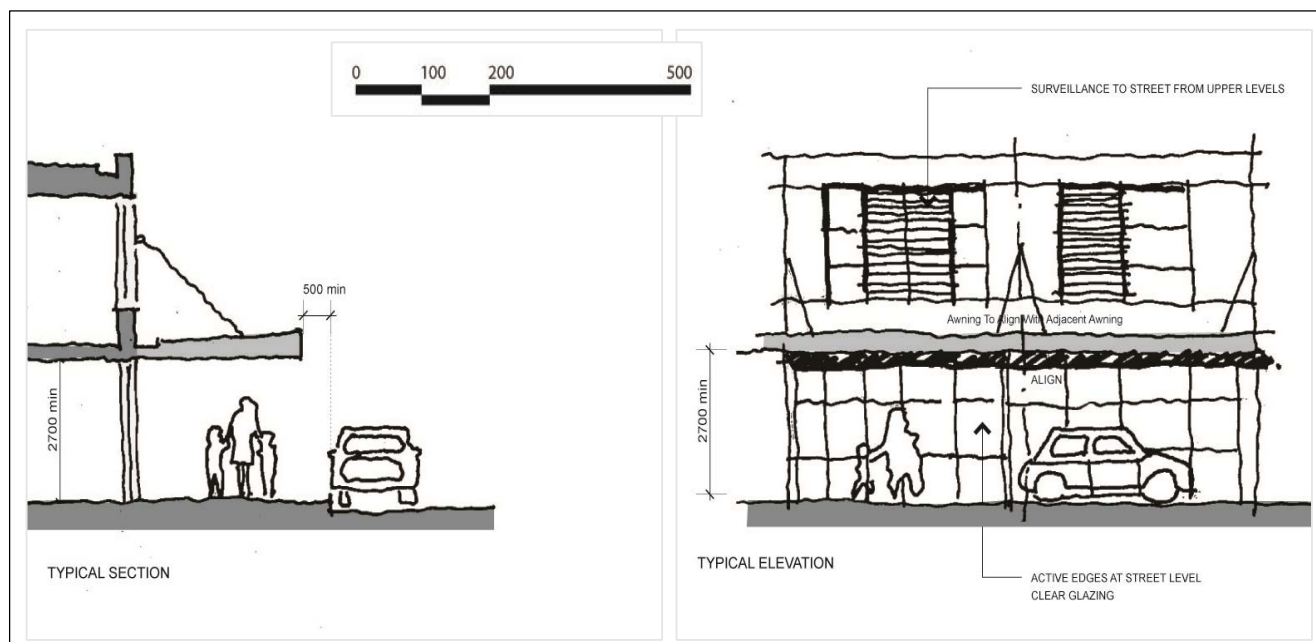 0 100 200 500
500 min
2700 min
TYPICAL SECTION
SURVEILLANCE TO STREET FROM UPPER LEVELS
Awning To Align With Adjacent Awning
ALIGN
2700 min
TYPICAL ELEVATION
ACTIVE EDGES AT STREET LEVEL
CLEAR GLAZING